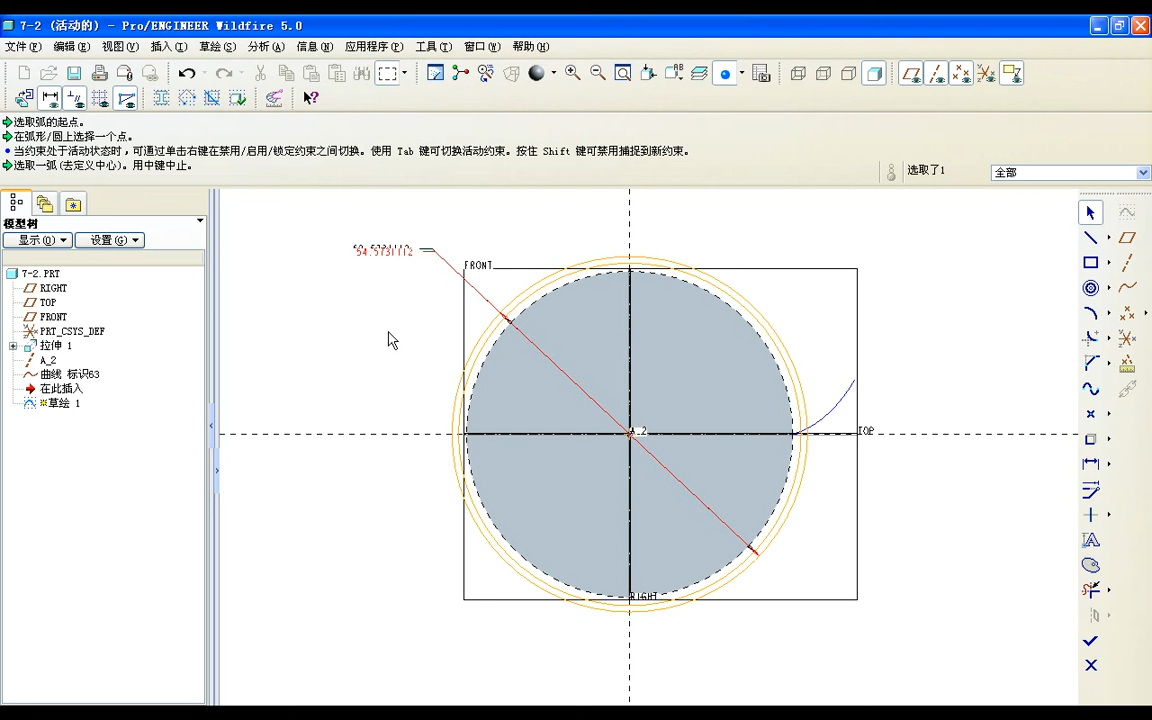 7-2 (活动的) - Pro/ENGINEER Wildfire 5.0
文件(F) 编辑(E) 视图(V) 插入(I) 草绘(S) 分析(A) 信息(N) 应用程序(P) 工具(T) 窗口(W) 帮助(H)
选取弧的起点。
在弧形/圆上选择一个点。
当约束处于活动状态时，可通过单击右键在禁用/启用/锁定约束之间切换。使用 Tab 键可切换活动约束。按住 Shift 键可禁用捕捉到新约束。
选取一弧(去定义中心)。用中键中止。
选取了1 全部
模型树
显示(O) 设置(G)
7-2.PRT
RIGHT
TOP
FRONT
PRT_CSYS_DEF
拉伸 1
A_2
曲线 标识63
在此插入
草绘 1
54.5731112
FRONT
A_2
TOP
RIGHT